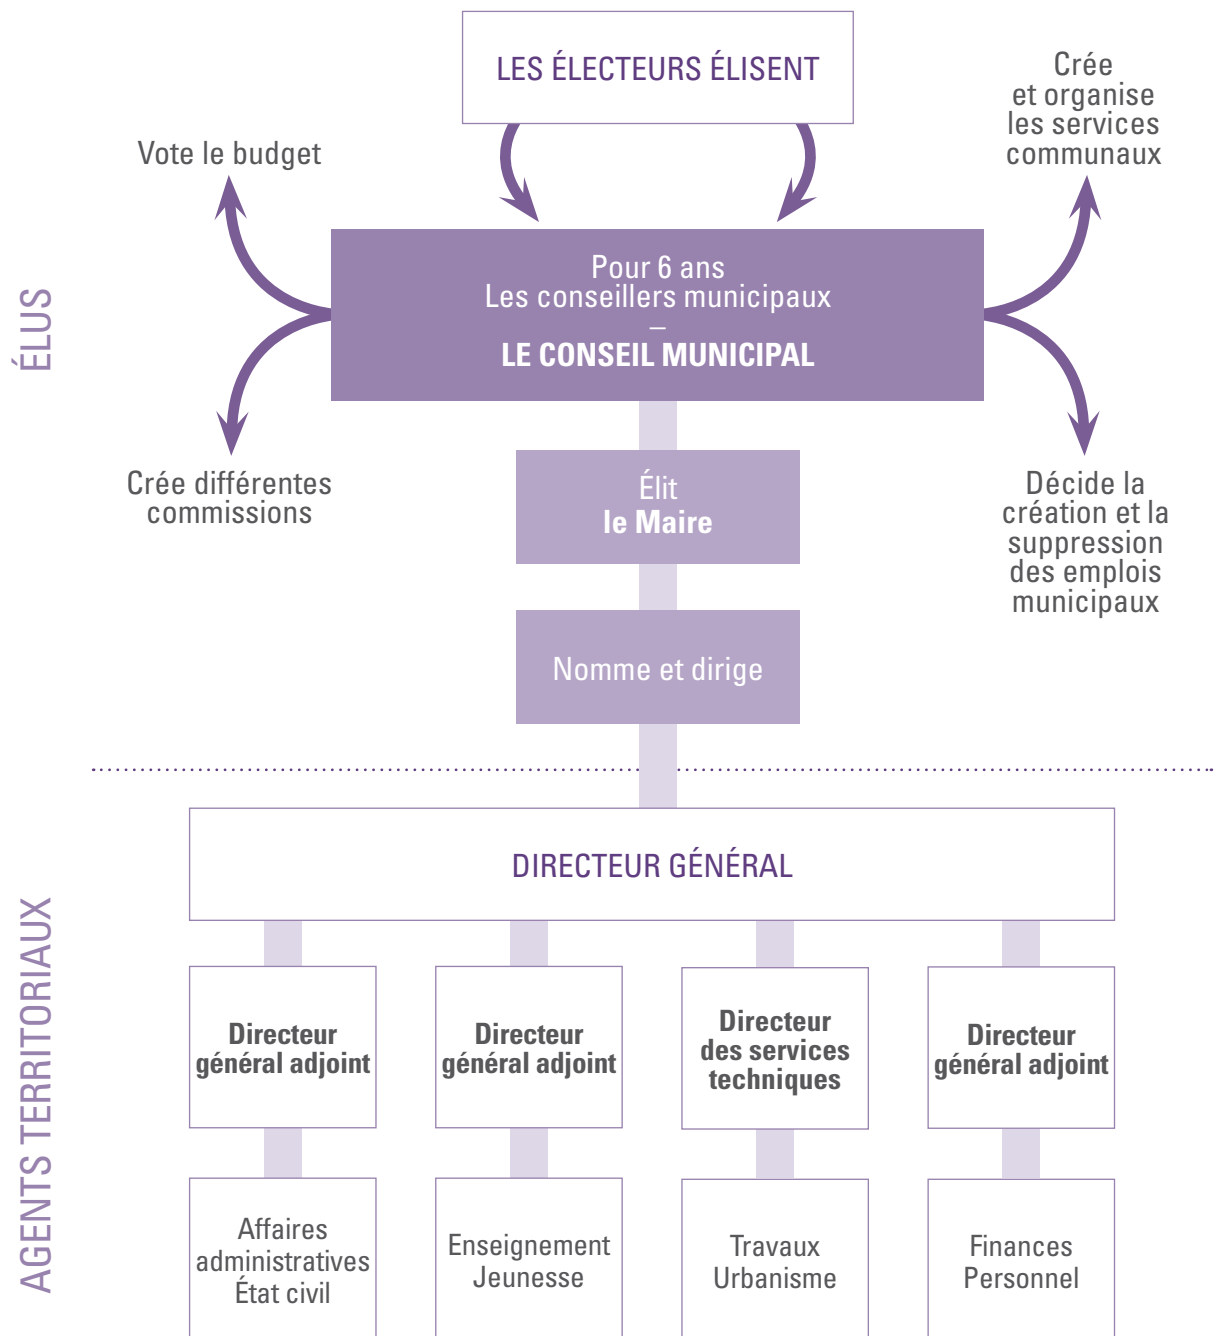 LES ÉLECTEURS ÉLISENT
Vote le budget
Crée
et organise
les services
communaux
ÉLUS
Pour 6 ans
Les conseillers municipaux
–
LE CONSEIL MUNICIPAL
Crée différentes
commissions
Élit
le Maire
Décide la
création et la
suppression
des emplois
municipaux
Nomme et dirige
AGENTS TERRITORIAUX
DIRECTEUR GÉNÉRAL
Directeur
général adjoint
Directeur
général adjoint
Directeur
des services
techniques
Directeur
général adjoint
Affaires
administratives
État civil
Enseignement
Jeunesse
Travaux
Urbanisme
Finances
Personnel